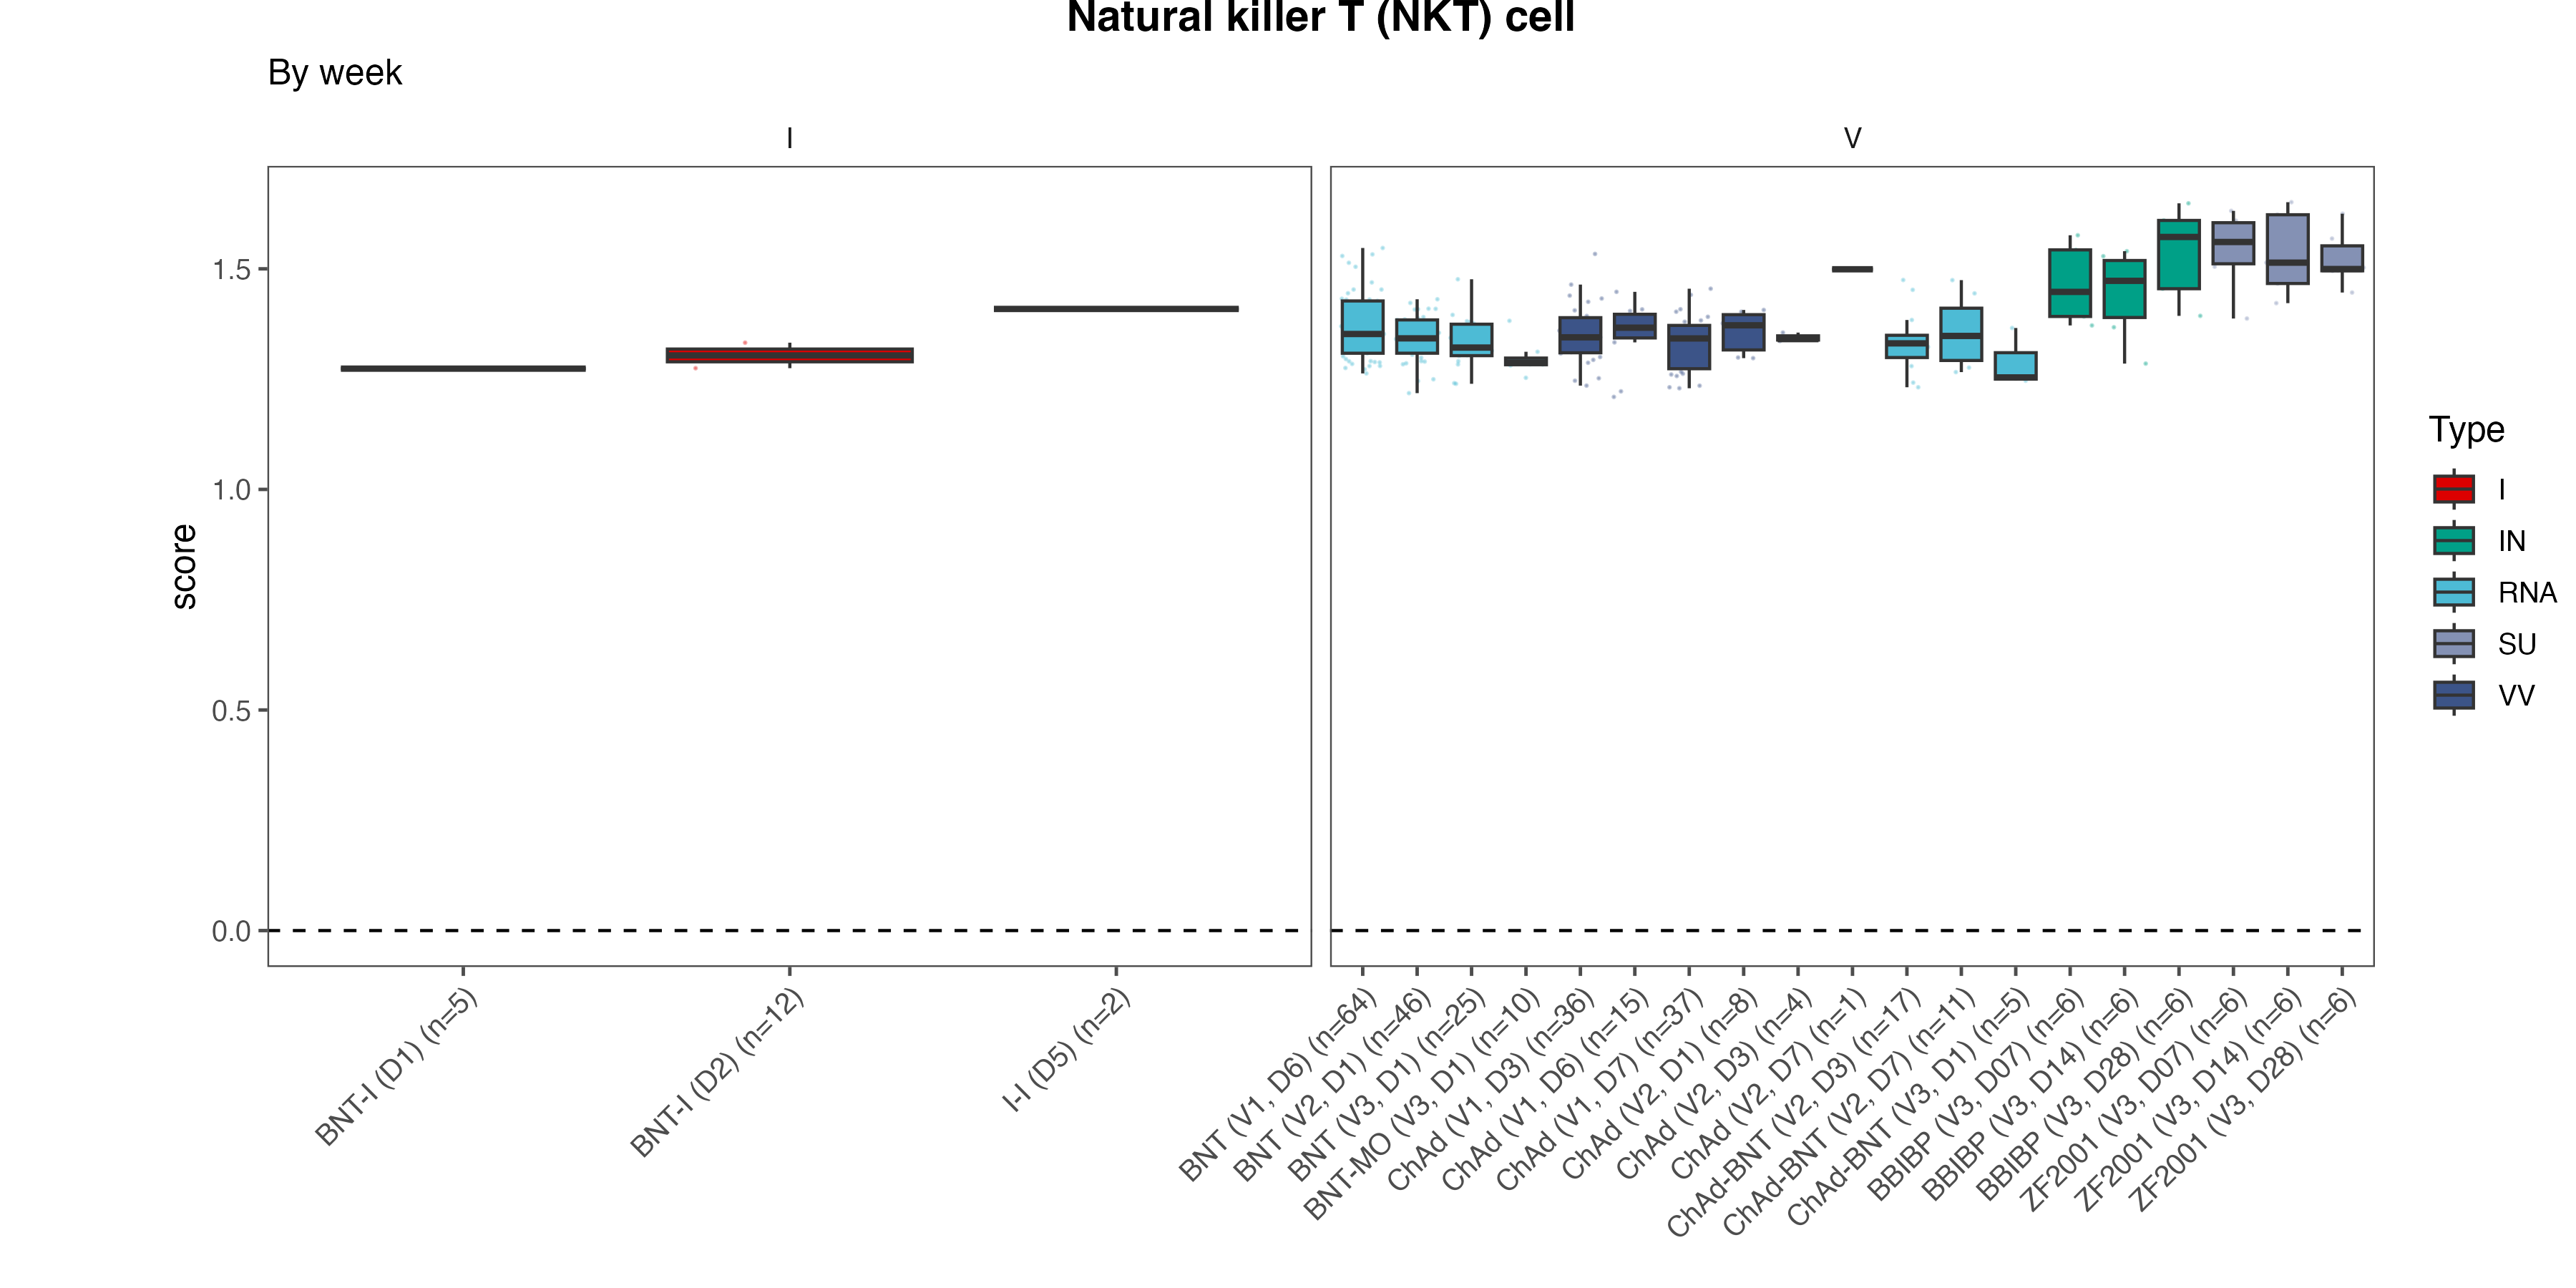 Natural killer T (NKT) cell
By week
I
V
score
1.5
1.0
0.5
0.0
BNT-I (D1) (n=5)
BNT-I (D2) (n=12)
I-I (D5) (n=2)
BNT (V1, D6) (n=64)
BNT (V2, D1) (n=46)
BNT (V3, D1) (n=25)
BNT-MO (V3, D1) (n=10)
ChAd (V1, D3) (n=36)
ChAd (V1, D6) (n=15)
ChAd (V1, D7) (n=37)
ChAd (V2, D1) (n=8)
ChAd (V2, D3) (n=4)
ChAd (V2, D7) (n=1)
ChAd-BNT (V2, D3) (n=17)
ChAd-BNT (V2, D7) (n=11)
ChAd-BNT (V3, D1) (n=5)
BBIBP (V3, D07) (n=6)
BBIBP (V3, D14) (n=6)
BBIBP (V3, D28) (n=6)
ZF2001 (V3, D07) (n=6)
ZF2001 (V3, D14) (n=6)
ZF2001 (V3, D28) (n=6)
Type
I
IN
RNA
SU
VV